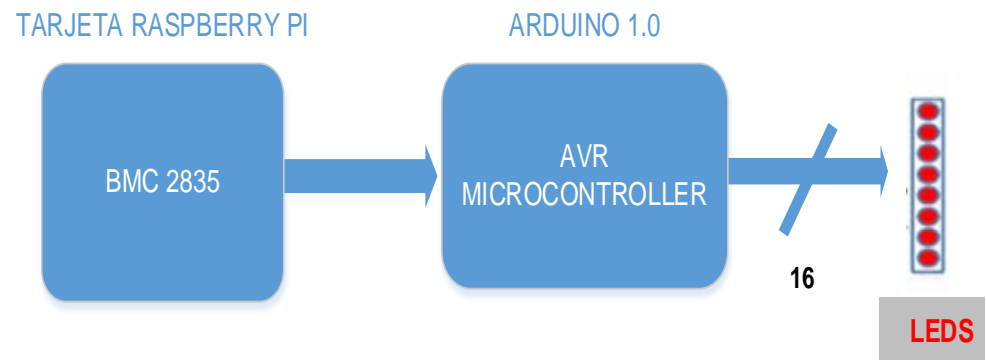 TARJETA RASPBERRY PI
ARDUINO 1.0
BMC 2835
AVR
MICROCONTROLLER
16
LEDS